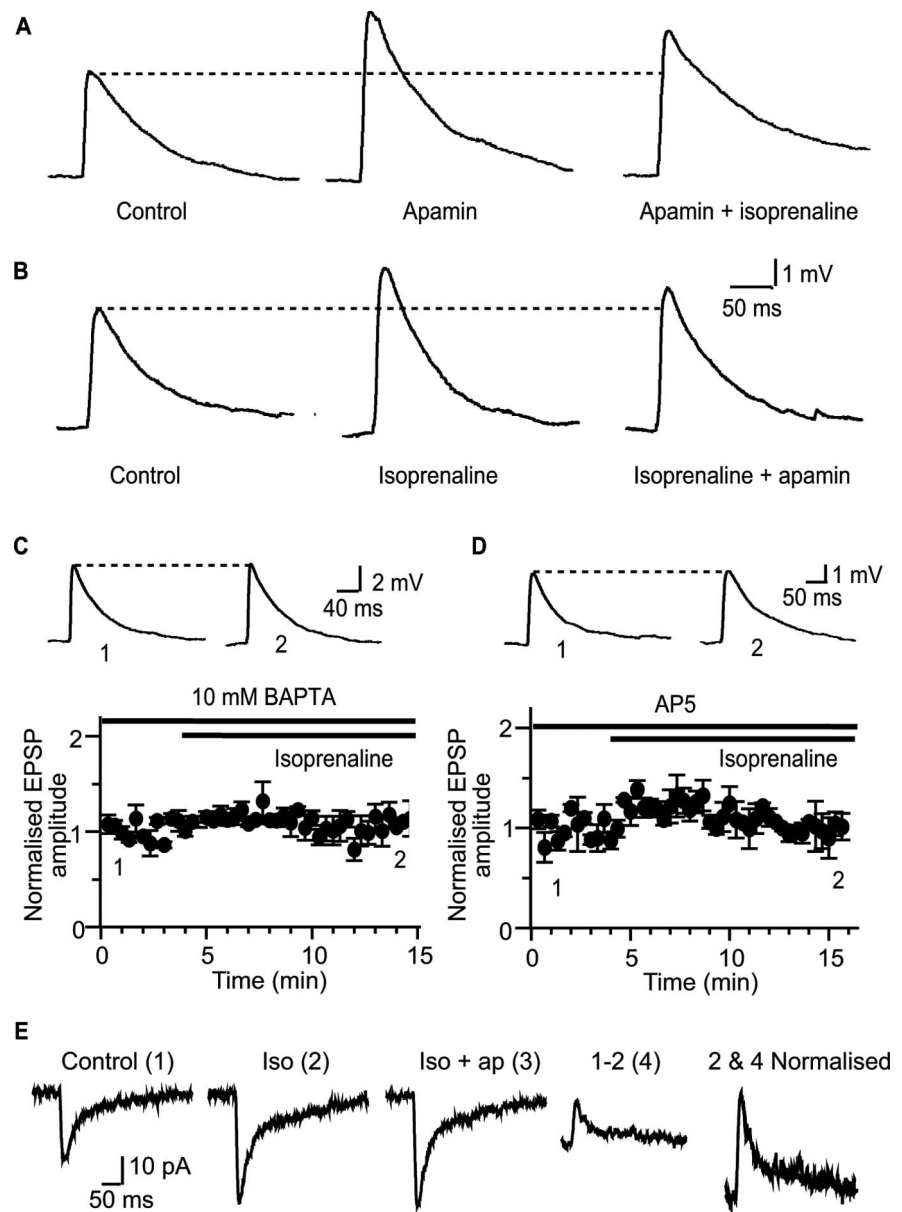 A
Control
Apamin
Apamin + isoprenaline
B
1 mV
50 ms
Control
Isoprenaline
Isoprenaline + apamin
C
2 mV
40 ms
1
2
10 mM BAPTA
Isoprenaline
Normalised EPSP
amplitude
2
1
0
1
2
0
5
10
15
Time (min)
D
1 mV
50 ms
1
2
AP5
Isoprenaline
Normalised EPSP
amplitude
2
1
0
1
2
0
5
10
15
Time (min)
E
Control (1)
Iso (2)
Iso + ap (3)
1-2 (4)
2 & 4 Normalised
10 pA
50 ms